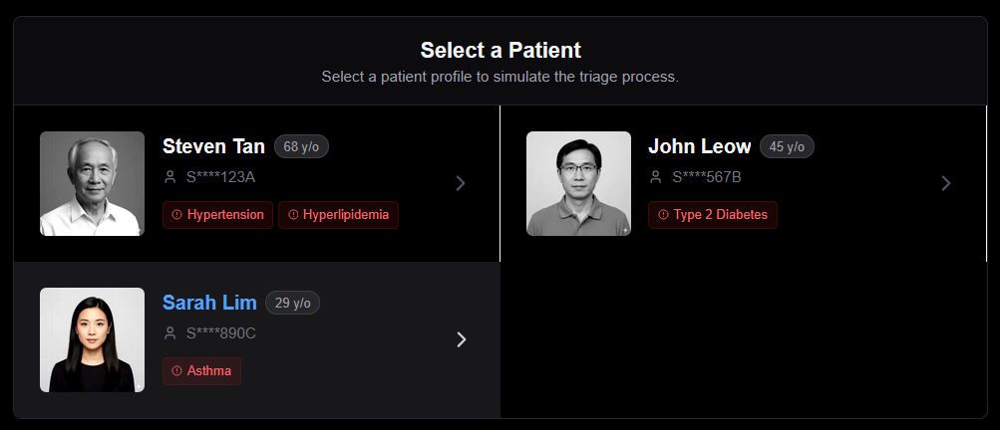 Select a Patient
Select a patient profile to simulate the triage process.
Steven Tan 68 y/o
S****123A
Hypertension Hyperlipidemia
John Leow 45 y/o
S****567B
Type 2 Diabetes
Sarah Lim 29 y/o
S****890C
Asthma